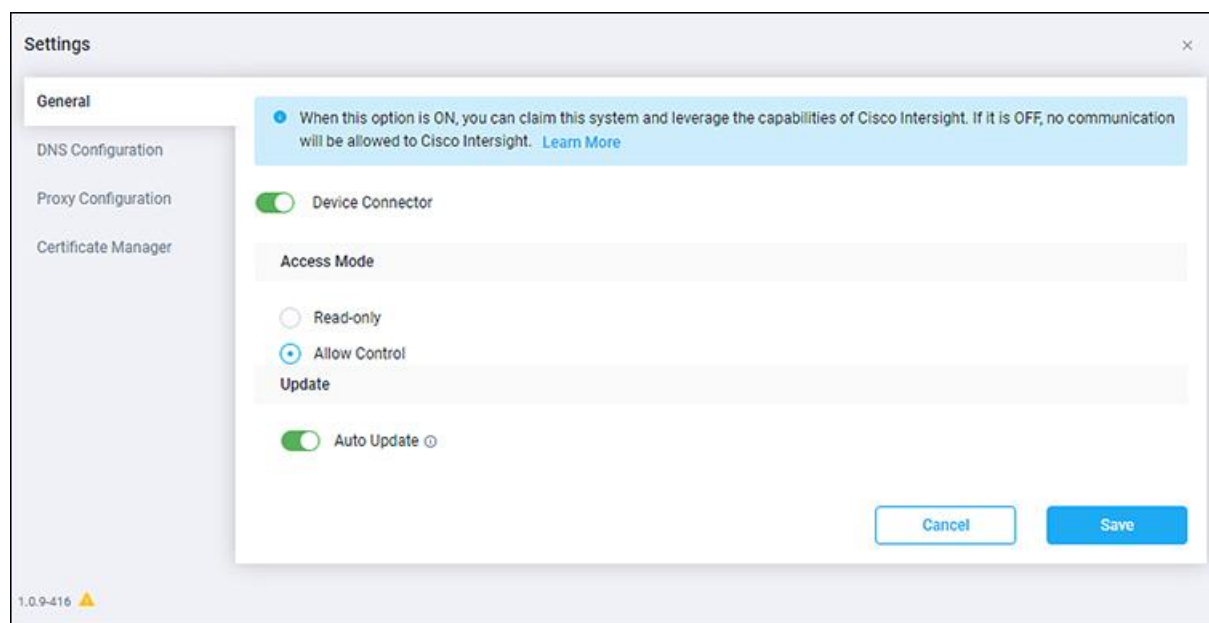 Settings
General
DNS Configuration
Proxy Configuration
Certificate Manager
When this option is ON, you can claim this system and leverage the capabilities of Cisco Intersight. If it is OFF, no communication
will be allowed to Cisco Intersight. Learn More
Device Connector
Access Mode
Read-only
Allow Control
Update
Auto Update
Cancel
Save
1.0.9-416